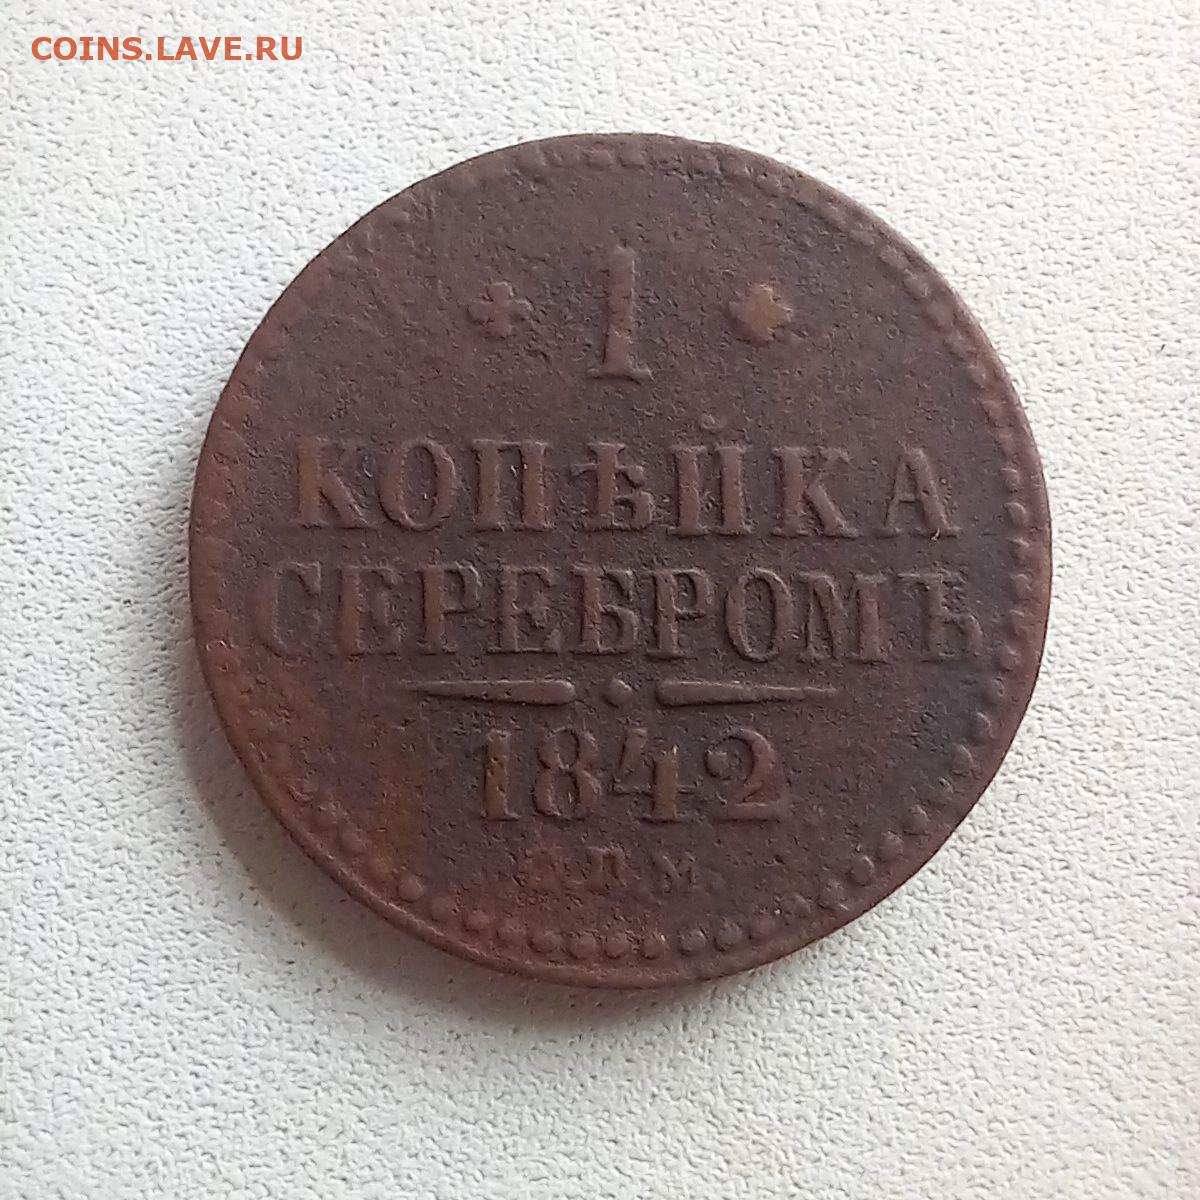 COINS.LAVE.RU
1
КОПѢЙКА
СЕРЕБРОМЪ
1842
С.П.М.